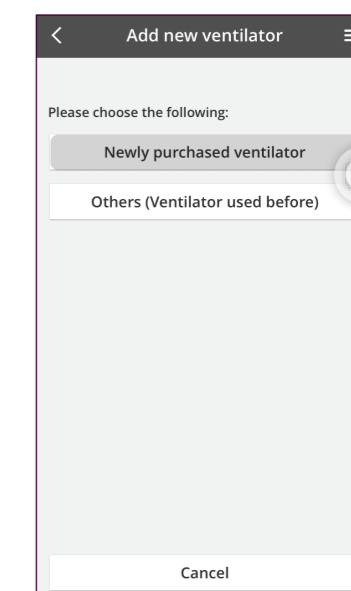 Add new ventilator
Please choose the following:
Newly purchased ventilator
Others (Ventilator used before)
Cancel